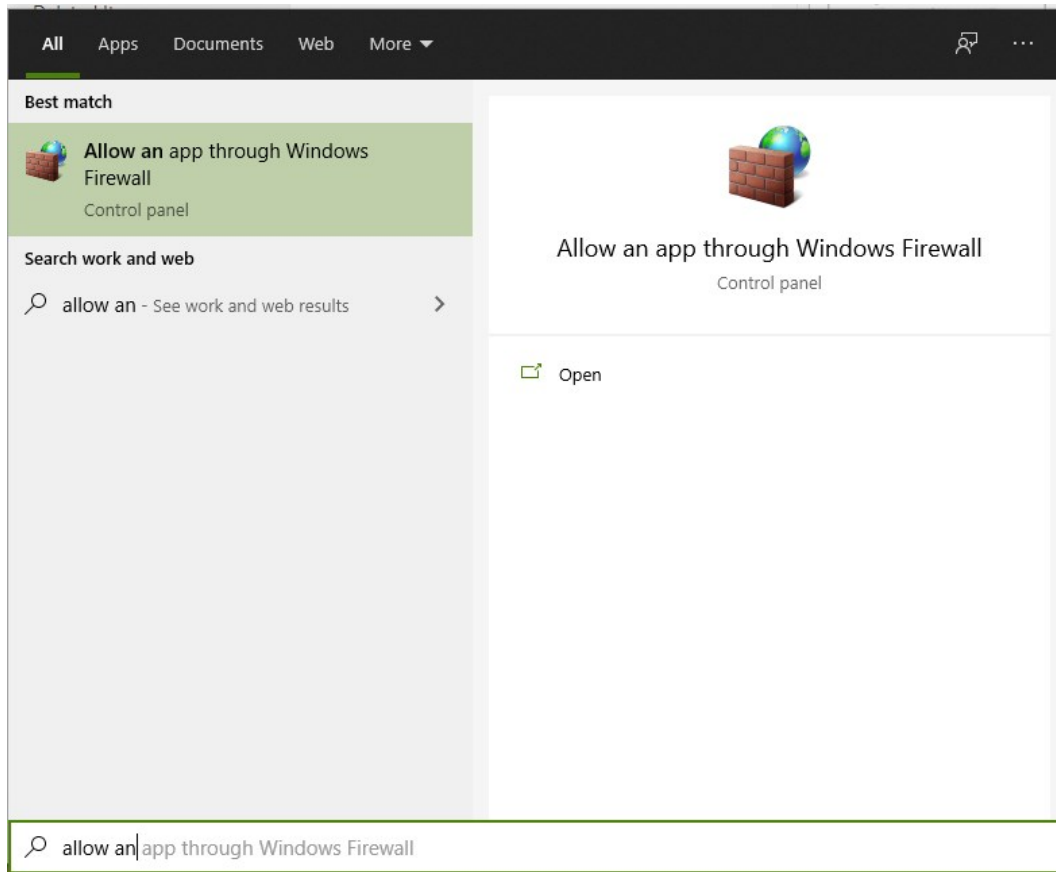 All Apps Documents Web More
Best match
Allow an app through Windows
Firewall
Control panel
Search work and web
allow an - See work and web results
Allow an app through Windows Firewall
Control panel
Open
allow an app through Windows Firewall